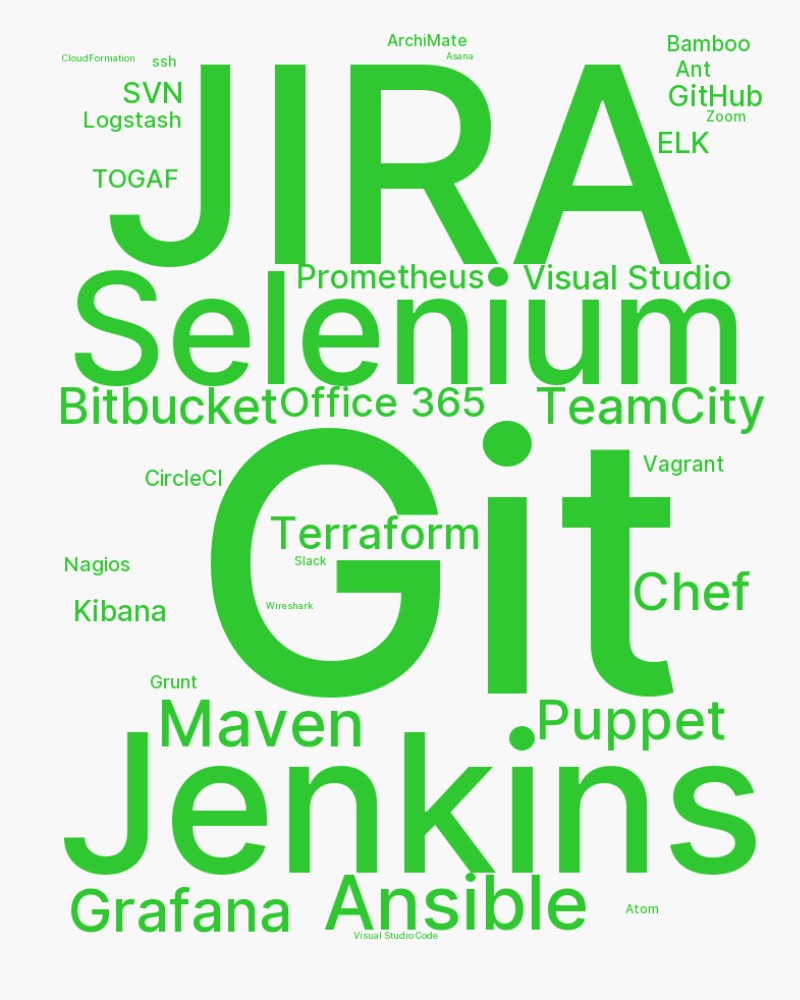 ArchiMate
Bamboo
CloudFormation
ssh
Asana
Ant
SVN
GitHub
Logstash
Zoom
JIRA
ELK
TOGAF
Prometheus
Visual Studio
Selenium
Bitbucket
Office 365
TeamCity
CircleCI
Vagrant
Git
Terraform
Slack
Nagios
Chef
Wireshark
Kibana
Grunt
Maven
Puppet
Jenkins
Grafana
Ansible
Atom
Visual Studio Code